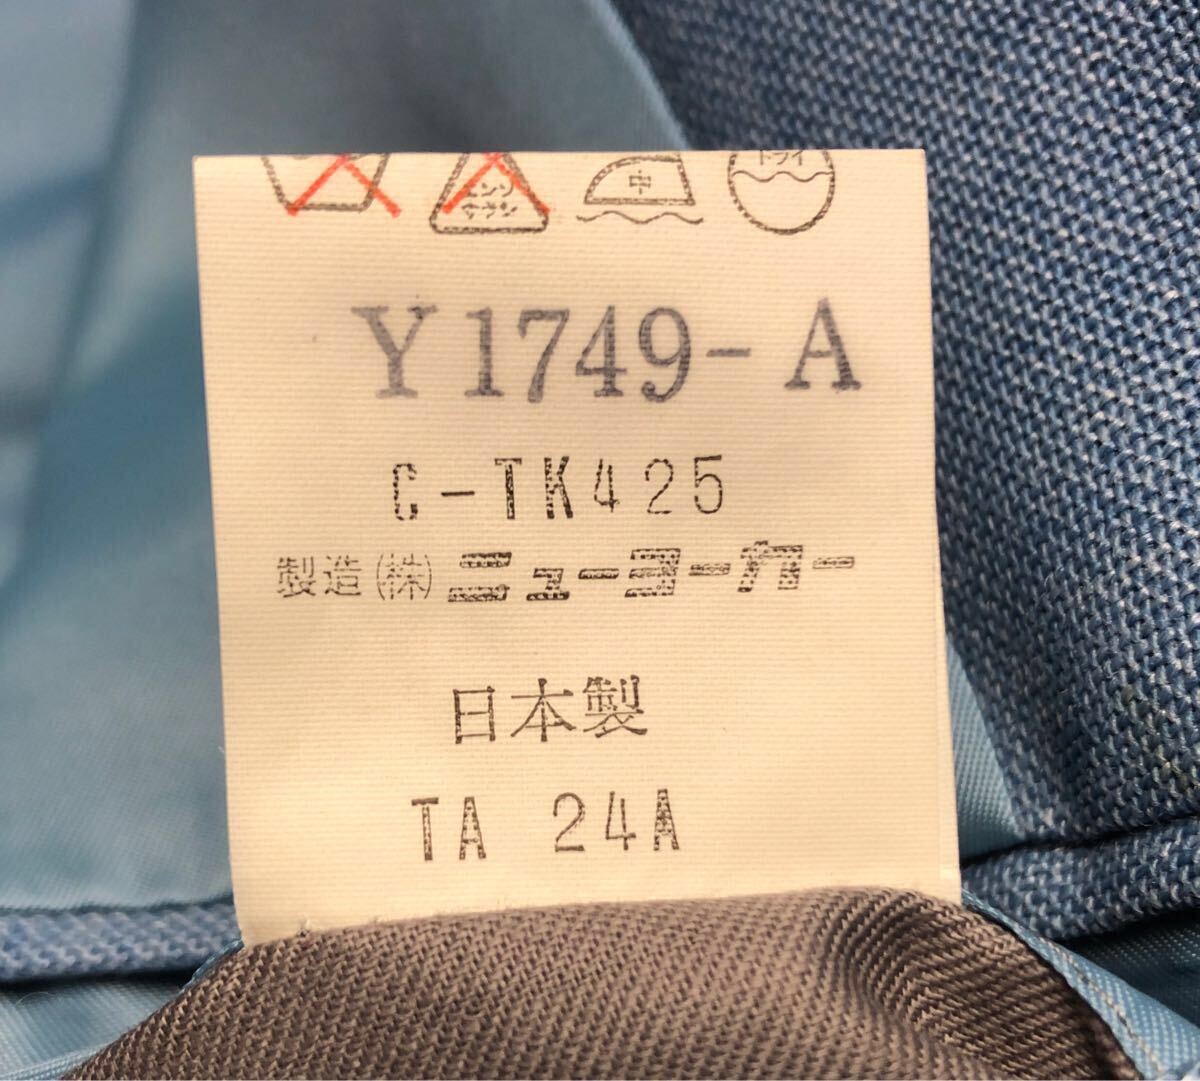 エンソ
サラシ
中
ドライ
Y1749-A
C-TK425
製造(株)ニューヨーカー
日本製
TA 24A